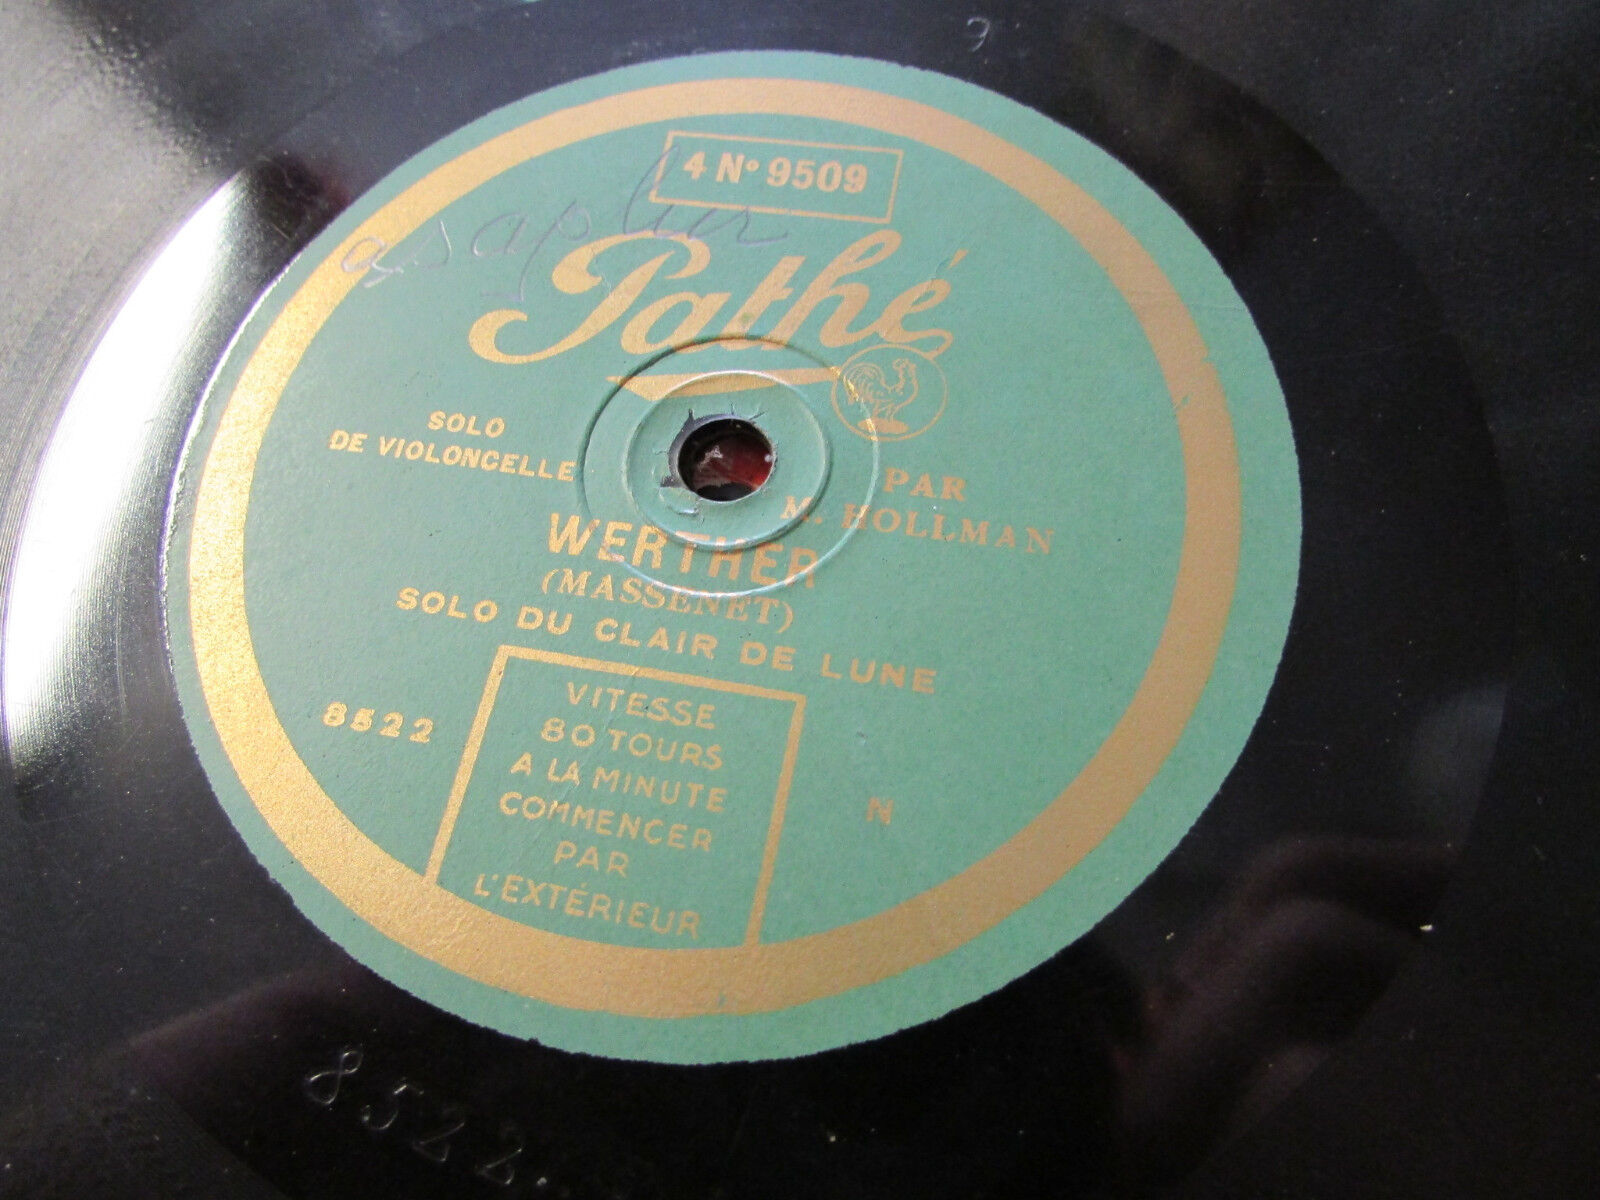 4 Nº 9509
Pathé
SOLO
DE VIOLONCELLE
PAR
M. HOLLMAN
WERTHER
(MASSENET)
SOLO DU CLAIR DE LUNE
8522
VITESSE
80 TOURS
A LA MINUTE
COMMENCER
PAR
L'EXTÉRIEUR
N
8522.